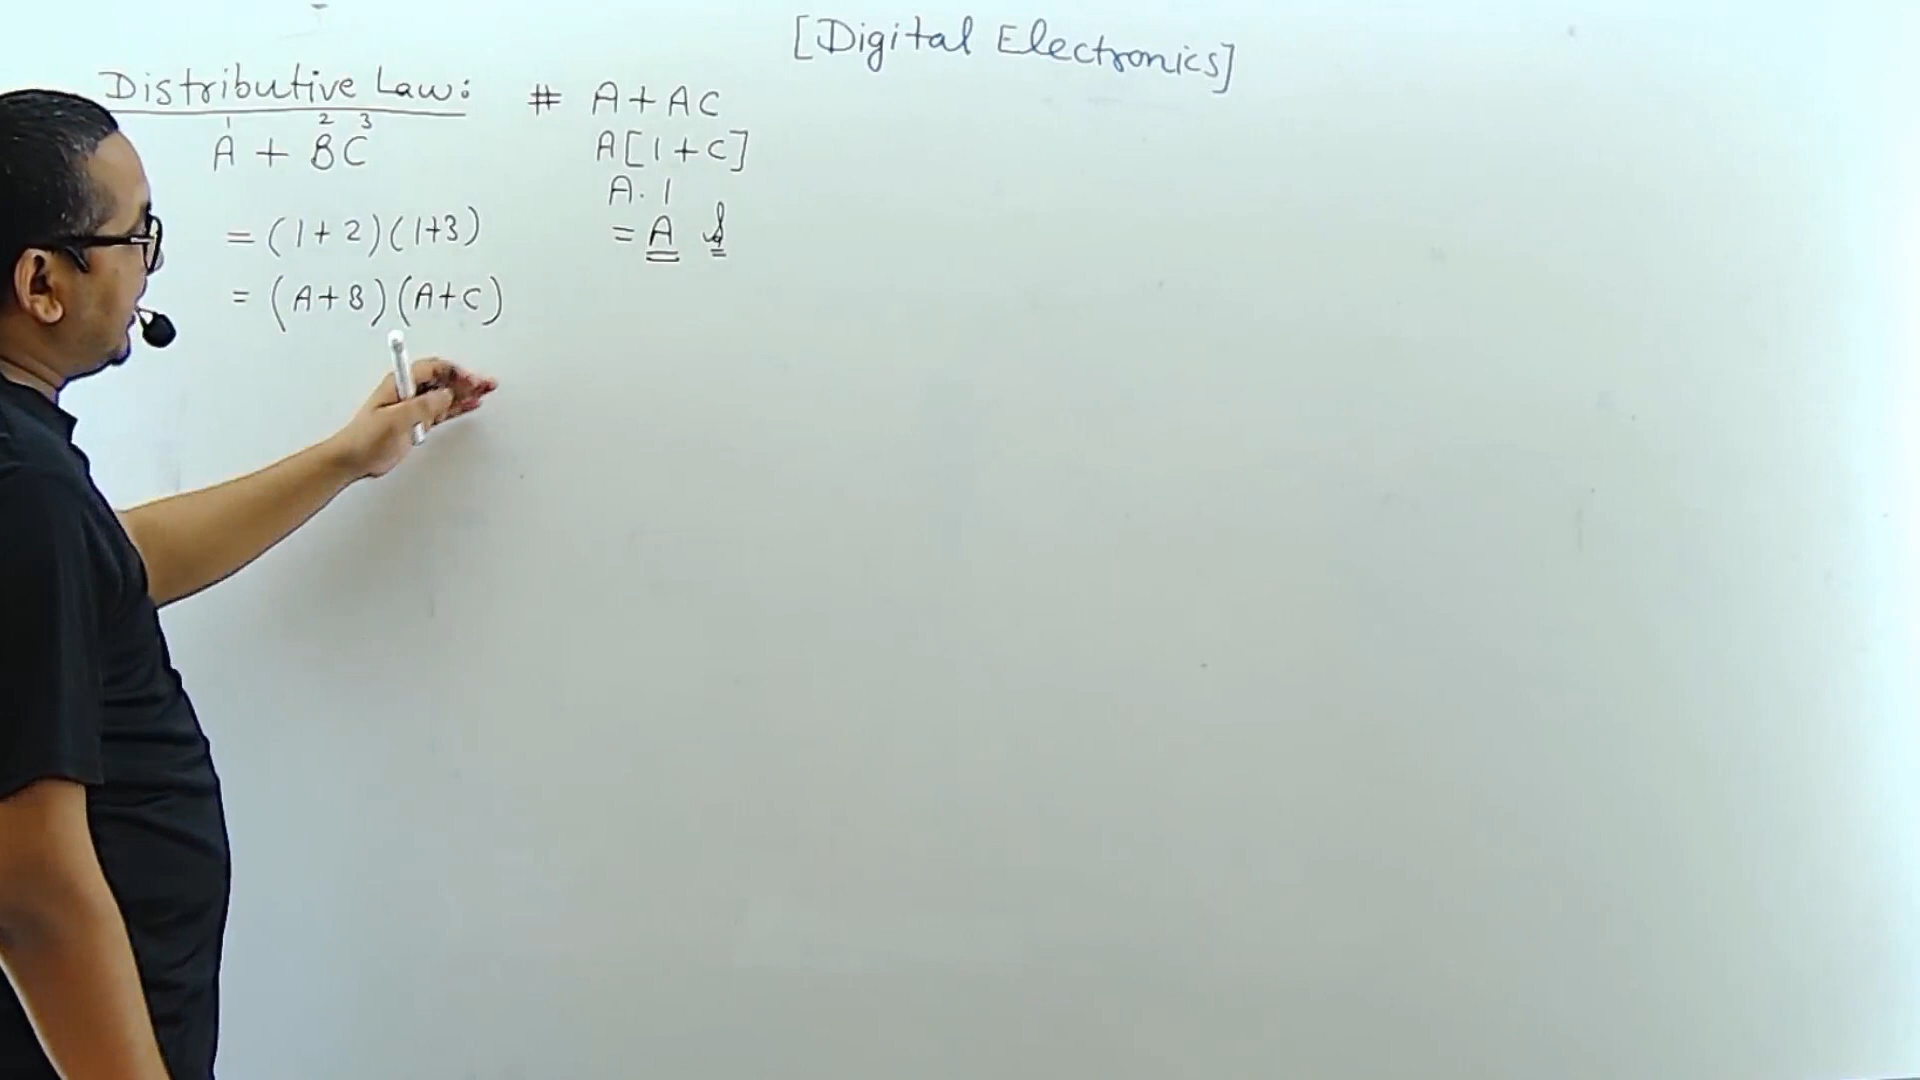 [Digital Electronics]
Distributive Law:
1 2 3
A + BC
= (1+2)(1+3)
= (A+B)(A+C)
# A+AC
A[1+C]
A.1
= A